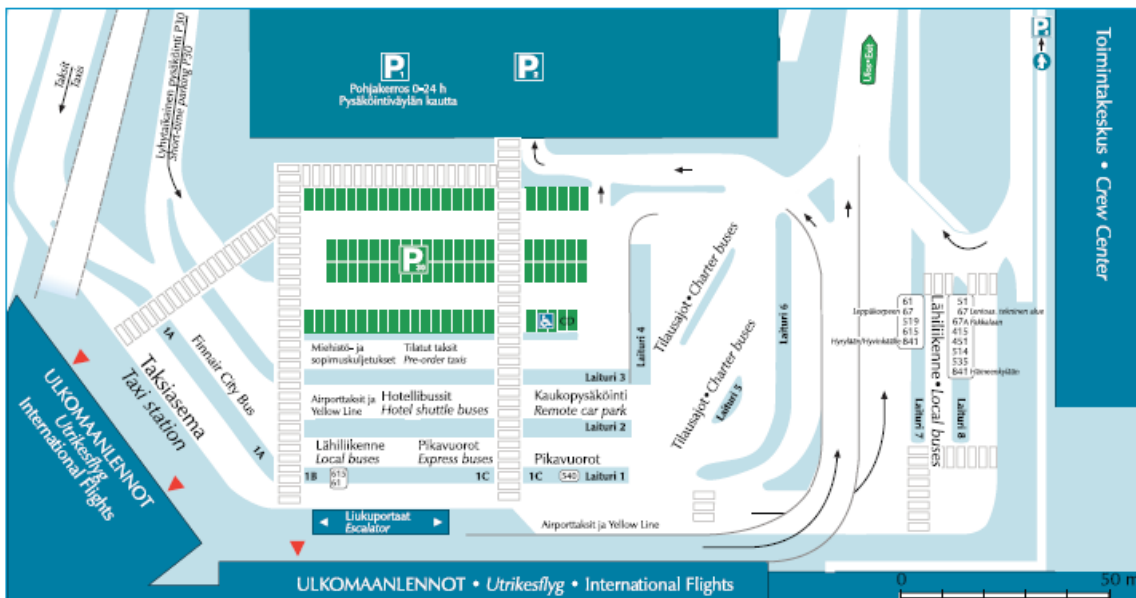 Taksit
Taxis
Lyhytaikainen pysäköinti P30
short-time parking P30
P1
P2
Pohjakerros 0-24 h
Pysäköintiväylän kautta
Ulos•Exit
P
Toimintakeskus • Crew Center
P30
CD
Miehistö- ja
sopimuskuljetukset
Tilatut taksit
Pre-order taxis
Laituri 3
Laituri 4
Airporttaksit ja
Yellow Line
Hotellibussit
Hotel shuttle buses
Kaukopysäköinti
Remote car park
Laituri 2
Lähiliikenne
Local buses
Pikavuorot
Express buses
Pikavuorot
1B
615
61
1C
1C
540
Laituri 1
Liukuportaat
Escalator
Airporttaksit ja Yellow Line
1A
Finnair City Bus
1A
Taksiasema
Taxi station
ULKOMAANLENNOT
Utrikesflyg
International Flights
Tilausajot • Charter buses
Tilausajot • Charter buses
Laituri 5
Laituri 6
61
Leppäkorpeen 67
519
615
Hyrylään/Hyvinkäälle 841
Laituri 7
Lähiliikenne • Local buses
51
67 Lentoas. tekninen alue
67A Pakkalaan
415
451
514
535
841 Hämeenkylään
Laituri 8
ULKOMAANLENNOT • Utrikesflyg • International Flights
0 50 m